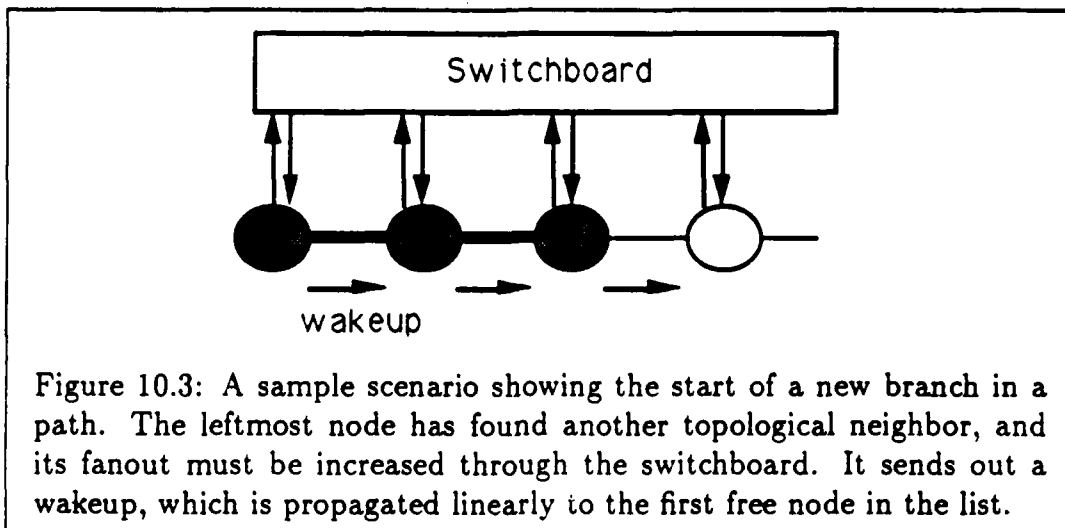 Switchboard
wakeup
Figure 10.3: A sample scenario showing the start of a new branch in a
path. The leftmost node has found another topological neighbor, and
its fanout must be increased through the switchboard. It sends out a
wakeup, which is propagated linearly to the first free node in the list.